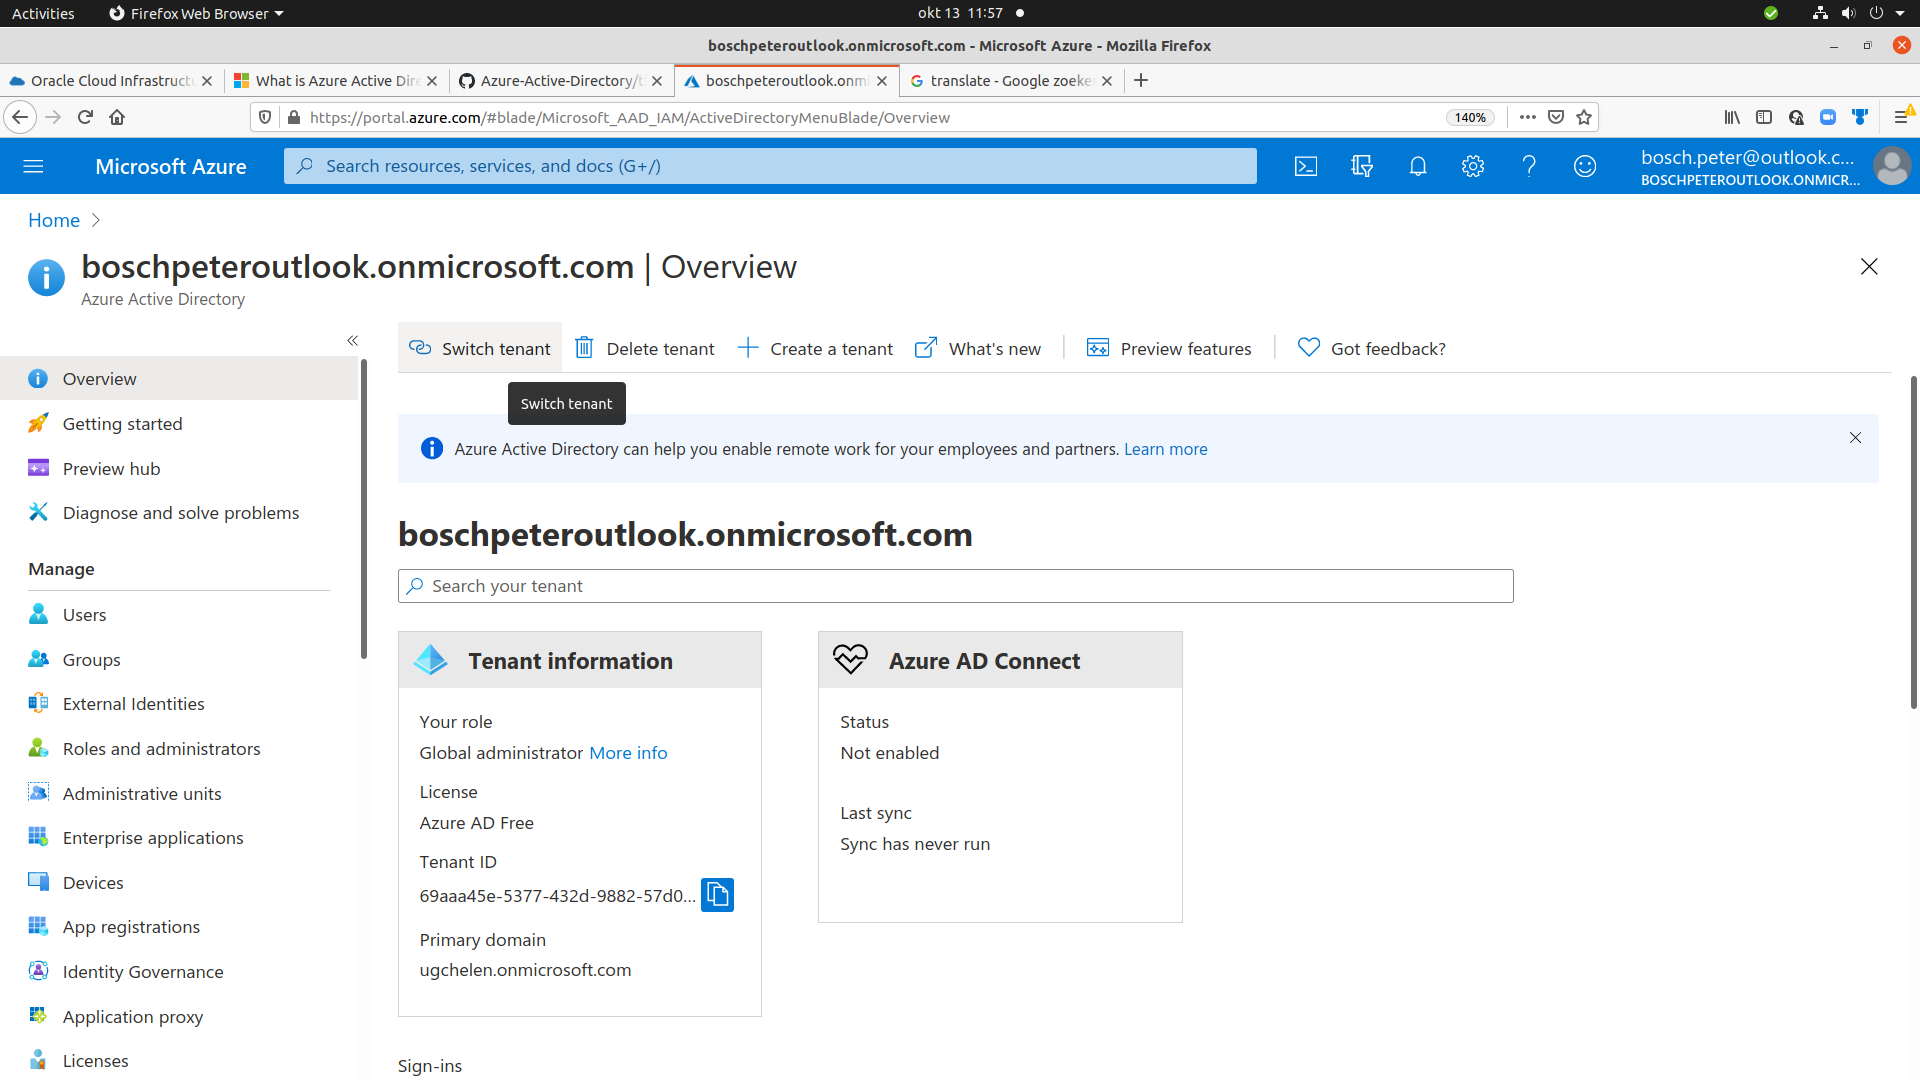 Activities
Firefox Web Browser
okt 13 11:57
boschpeteroutlook.onmicrosoft.com - Microsoft Azure - Mozilla Firefox
Oracle Cloud Infrastructu
What is Azure Active Dire
Azure-Active-Directory/t
boschpeteroutlook.onm
translate - Google zoeken
https://portal.azure.com/#blade/Microsoft_AAD_IAM/ActiveDirectoryMenuBlade/Overview
140%
Microsoft Azure
Search resources, services, and docs (G+/)
bosch.peter@outlook.c...
BOSCHPETEROUTLOOK.ONMICR...
Home
boschpeteroutlook.onmicrosoft.com | Overview
Azure Active Directory
Switch tenant
Delete tenant
Create a tenant
What's new
Preview features
Got feedback?
Switch tenant
Azure Active Directory can help you enable remote work for your employees and partners. Learn more
Overview
Getting started
Preview hub
Diagnose and solve problems
Manage
Users
Groups
External Identities
Roles and administrators
Administrative units
Enterprise applications
Devices
App registrations
Identity Governance
Application proxy
Licenses
boschpeteroutlook.onmicrosoft.com
Search your tenant
Tenant information
Your role
Global administrator More info
License
Azure AD Free
Tenant ID
69aaa45e-5377-432d-9882-57d0...
Primary domain
ugchelen.onmicrosoft.com
Azure AD Connect
Status
Not enabled
Last sync
Sync has never run
Sign-ins